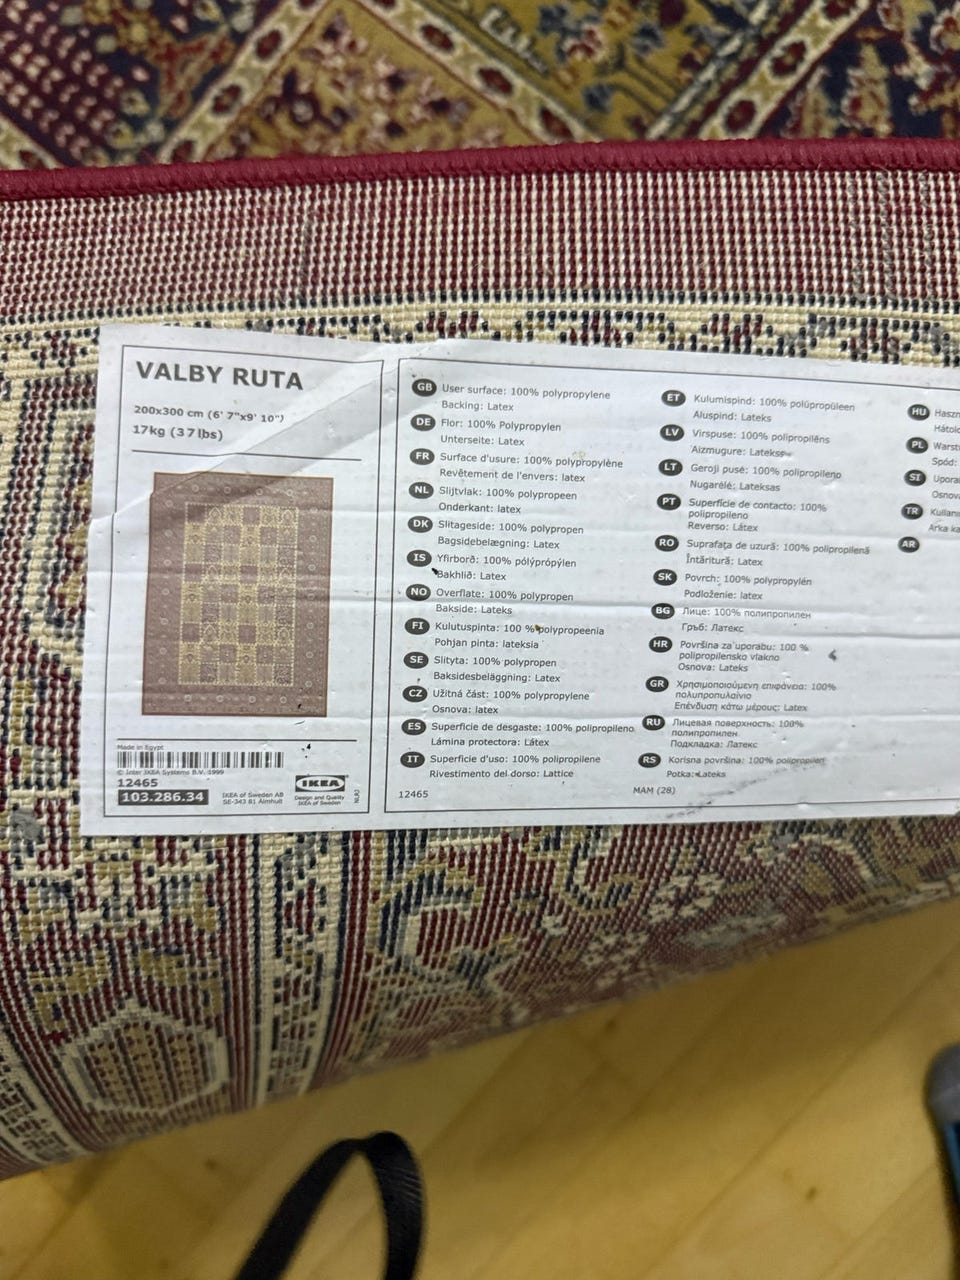 VALBY RUTA
200x300 cm (6' 7"x9' 10")
17kg (37lbs)
Made in Egypt
© Inter IKEA Systems B.V. 1999
12465
103.286.34
IKEA of Sweden AB
SE-343 81 Älmhult
IKEA
Design and Quality
IKEA of Sweden
GB User surface: 100% polypropylene
Backing: Latex
DE Flor: 100% Polypropylen
Unterseite: Latex
FR Surface d'usure: 100% polypropylène
Revêtement de l'envers: latex
NL Slijtvlak: 100% polypropeen
Onderkant: latex
DK Slitageside: 100% polypropen
Bagsidebelægning: Latex
IS Yfirborð: 100% pólýprópýlen
Bakhlið: Latex
NO Overflate: 100% polypropen
Bakside: Lateks
FI Kulutuspinta: 100 % polypropeenia
Pohjan pinta: lateksia
SE Slityta: 100% polypropen
Baksidesbeläggning: Latex
CZ Užitná část: 100% polypropylene
Osnova: latex
ES Superficie de desgaste: 100% polipropileno
Lámina protectora: Látex
IT Superficie d'uso: 100% polipropilene
Rivestimento del dorso: Lattice
12465
ET Kulumispind: 100% polüpropüleen
Aluspind: Lateks
LV Virspuse: 100% polipropilēns
Aizmugure: Latekss
LT Geroji pusė: 100% polipropileno
Nugarėlė: Lateksas
PT Superfície de contacto: 100%
polipropileno
Reverso: Látex
RO Suprafaţa de uzură: 100% polipropilenă
Întăritură: Latex
SK Povrch: 100% polypropylén
Podloženie: latex
BG Лице: 100% полипропилен
Гръб: Латекс
HR Površina za uporabu: 100 %
polipropilensko vlakno
Osnova: Lateks
GR Χρησιμοποιούμενη επιφάνεια: 100%
πολυπροπυλαίνιο
Επένδυση κάτω μέρους: Latex
RU Лицевая поверхность: 100%
полипропилен
Подкладка: Латекс
RS Korisna površina: 100% polipropilen
Potka: Lateks
MAM (28)
HU
PL
Spód:
SI
TR
AR